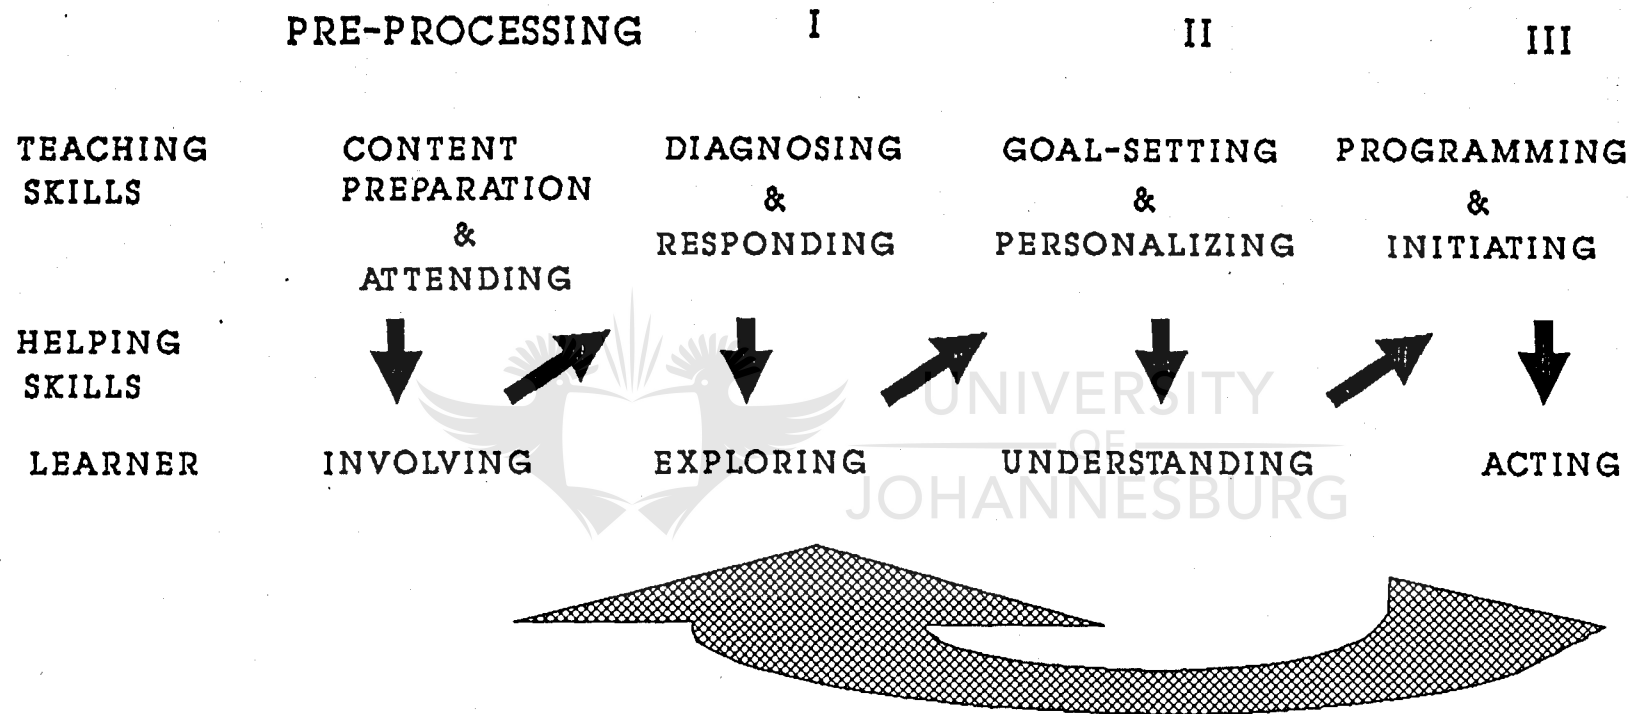 PRE-PROCESSING I II III
TEACHING SKILLS
CONTENT PREPARATION & ATTENDING
DIAGNOSING & RESPONDING
GOAL-SETTING & PERSONALIZING
PROGRAMMING & INITIATING
HELPING SKILLS
LEARNER INVOLVING EXPLORING UNDERSTANDING ACTING
UNIVERSITY
OF
JOHANNESBURG